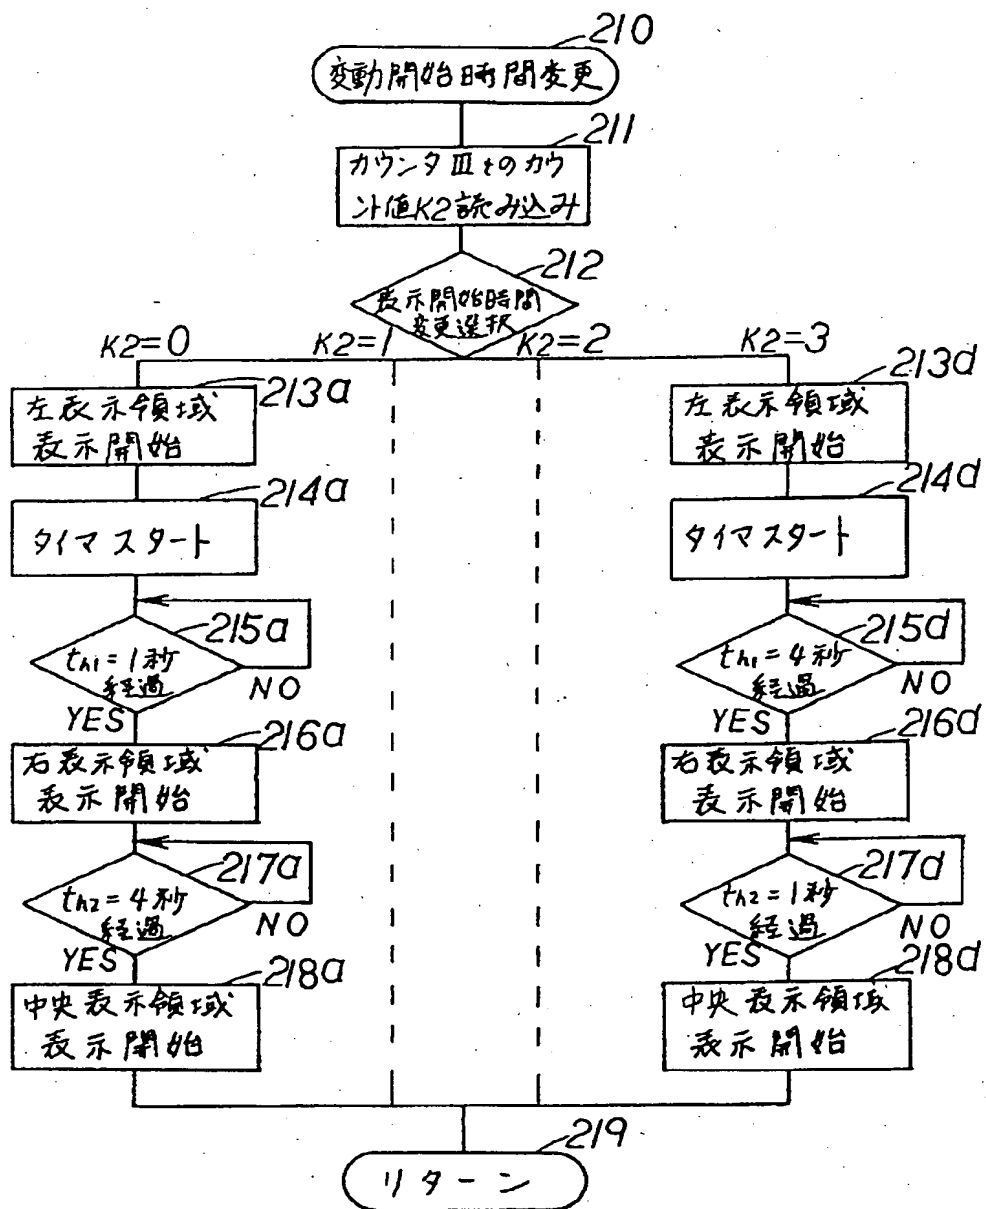 210
変動開始時間変更
211
カウンタⅢtのカウ
ント値K2読み込み
212
表示開始時間
変更選択
K2=0
K2=1
K2=2
K2=3
213a
左表示領域
表示開始
214a
タイマスタート
215a
th1=1秒
経過
NO
YES
216a
右表示領域
表示開始
217a
th2=4秒
経過
NO
YES
218a
中央表示領域
表示開始
213d
左表示領域
表示開始
214d
タイマスタート
215d
th1=4秒
経過
NO
YES
216d
右表示領域
表示開始
217d
th2=1秒
経過
NO
YES
218d
中央表示領域
表示開始
219
リターン